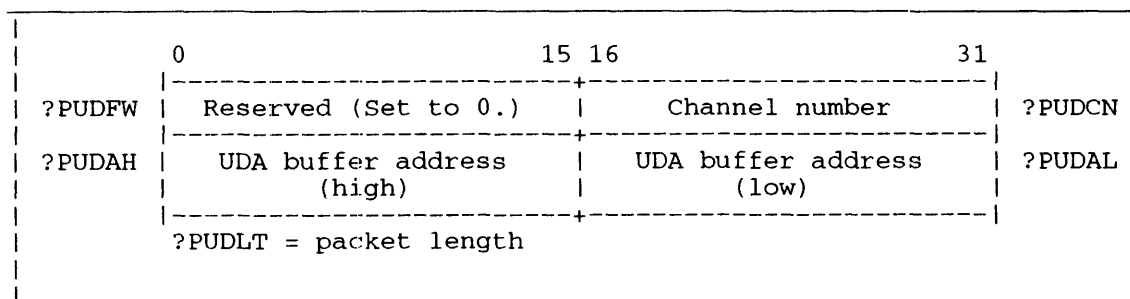 0 15 16 31
?PUDFW Reserved (Set to 0.) Channel number ?PUDCN
?PUDAH UDA buffer address UDA buffer address ?PUDAL
(high) (low)
?PUDLT = packet length